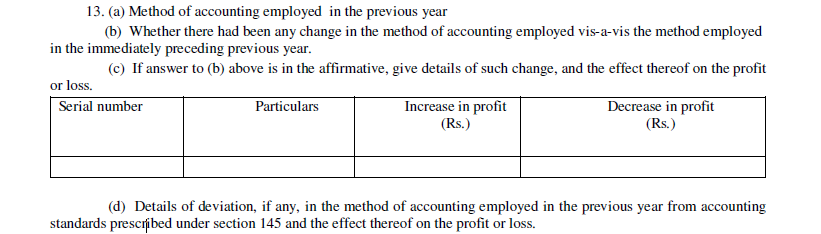 13. (a) Method of accounting employed in the previous year
(b) Whether there had been any change in the method of accounting employed vis-a-vis the method employed
in the immediately preceding previous year.
(c) If answer to (b) above is in the affirmative, give details of such change, and the effect thereof on the profit
or loss.
Serial number Particulars Increase in profit Decrease in profit
(Rs.) (Rs.)
(d) Details of deviation, if any, in the method of accounting employed in the previous year from accounting
standards prescribed under section 145 and the effect thereof on the profit or loss.